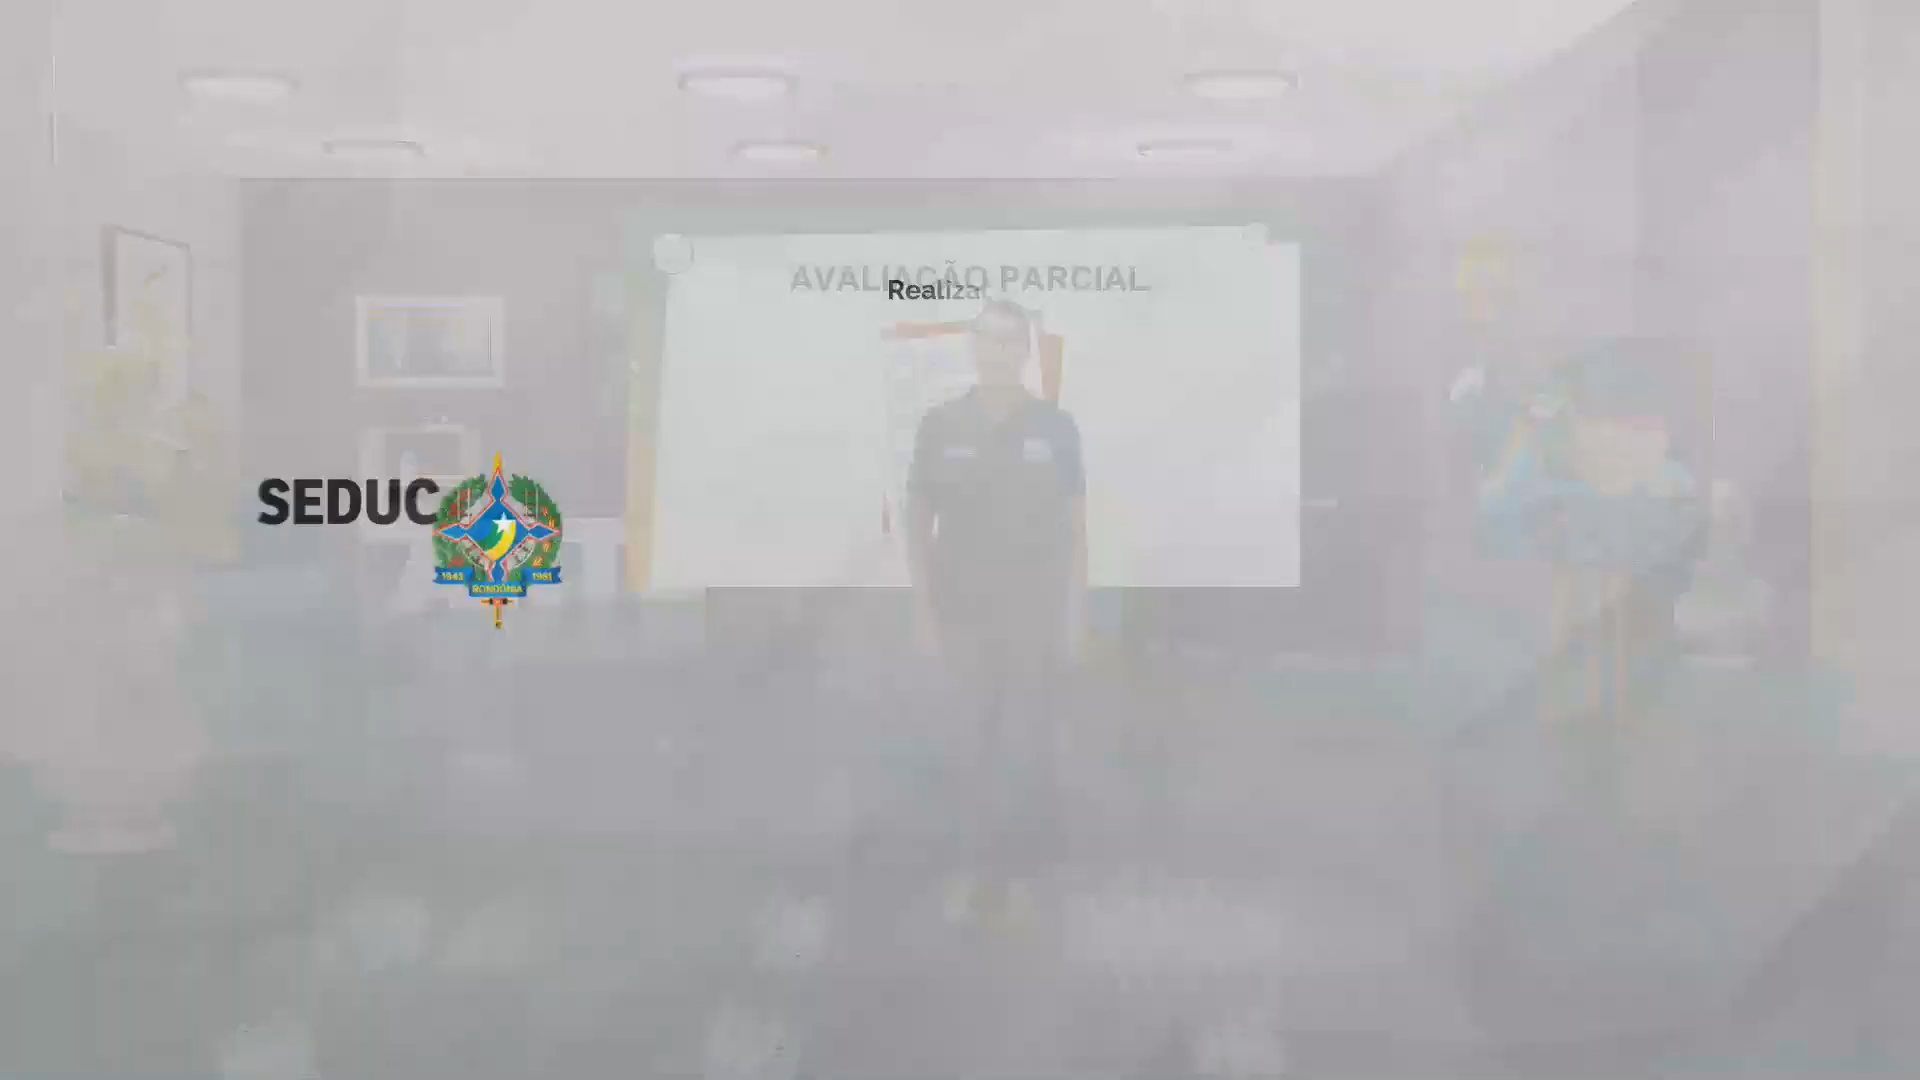 AVALIAÇÃO PARCIAL
Realiza
SEDUC
1943 1981
RONDÔNIA